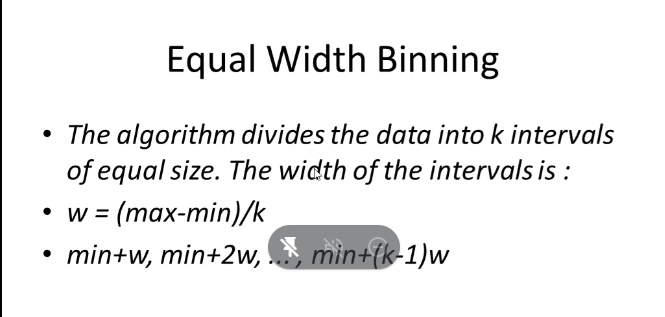 Equal Width Binning
• The algorithm divides the data into k intervals
of equal size. The width of the intervals is :
• w = (max-min)/k
• min+w, min+2w, ... , min+(k-1)w